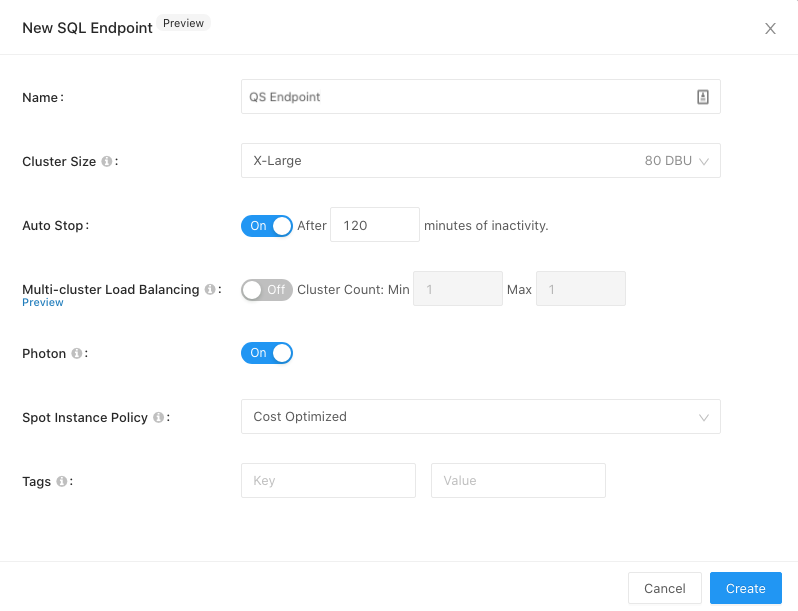 New SQL Endpoint Preview
Name:
QS Endpoint
Cluster Size i :
X-Large 80 DBU
Auto Stop:
On After 120 minutes of inactivity.
Multi-cluster Load Balancing i :
Preview
Off Cluster Count: Min 1 Max 1
Photon i :
On
Spot Instance Policy i :
Cost Optimized
Tags i :
Key Value
Cancel Create